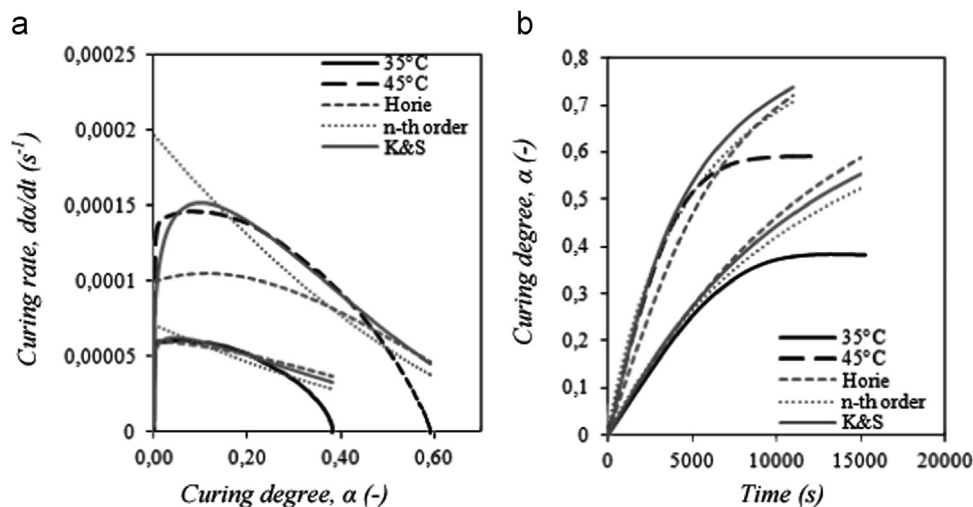 a
0,00025
0,0002
0,00015
0,0001
0,00005
0
Curing rate, dα/dt (s⁻¹)
35°C
45°C
Horie
n-th order
K&S
0,00 0,20 0,40 0,60
Curing degree, α (-)
b
0,8
0,7
0,6
0,5
0,4
0,3
0,2
0,1
0
Curing degree, α (-)
35°C
45°C
Horie
n-th order
K&S
0 5000 10000 15000 20000
Time (s)